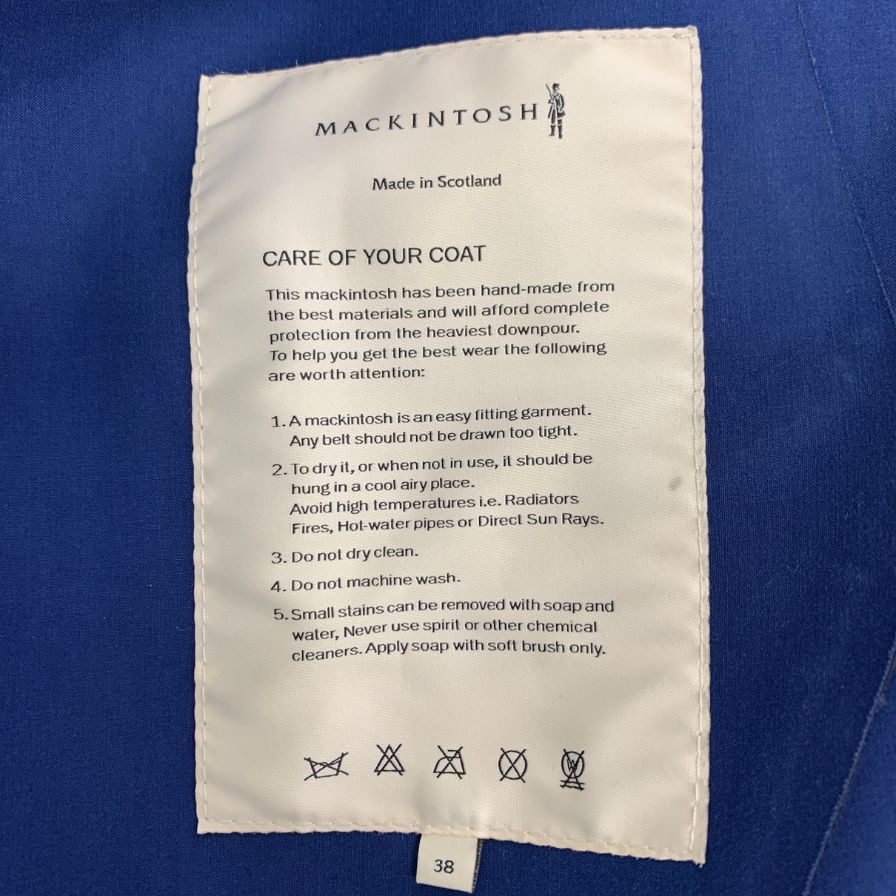 MACKINTOSH
Made in Scotland
CARE OF YOUR COAT
This mackintosh has been hand-made from
the best materials and will afford complete
protection from the heaviest downpour.
To help you get the best wear the following
are worth attention:
1. A mackintosh is an easy fitting garment.
Any belt should not be drawn too tight.
2. To dry it, or when not in use, it should be
hung in a cool airy place.
Avoid high temperatures i.e. Radiators
Fires, Hot-water pipes or Direct Sun Rays.
3. Do not dry clean.
4. Do not machine wash.
5. Small stains can be removed with soap and
water, Never use spirit or other chemical
cleaners. Apply soap with soft brush only.
W
38